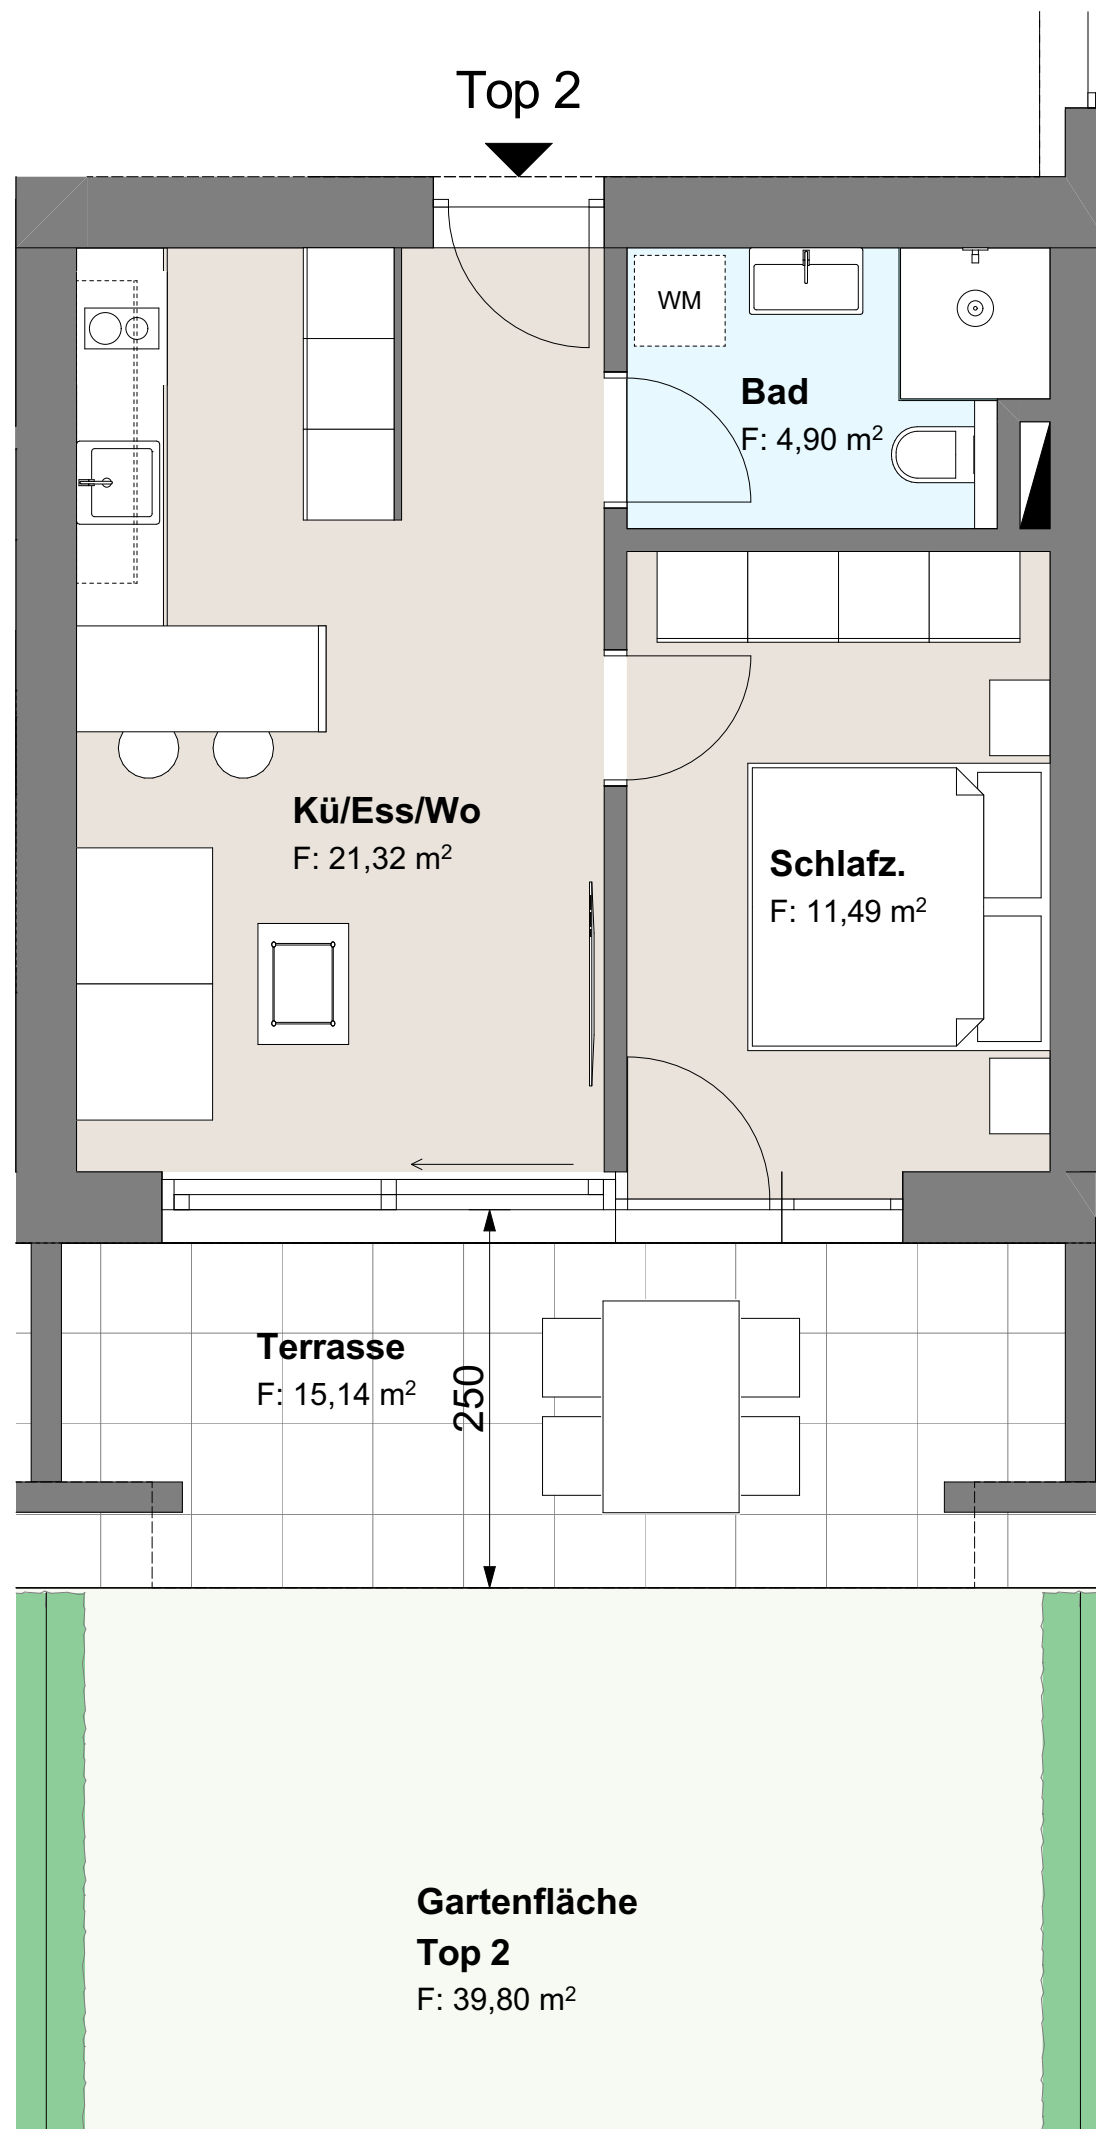 Top 2
WM
Bad
F: 4,90 m²
Kü/Ess/Wo
F: 21,32 m²
Schlafz.
F: 11,49 m²
Terrasse
F: 15,14 m²
250
Gartenfläche
Top 2
F: 39,80 m²